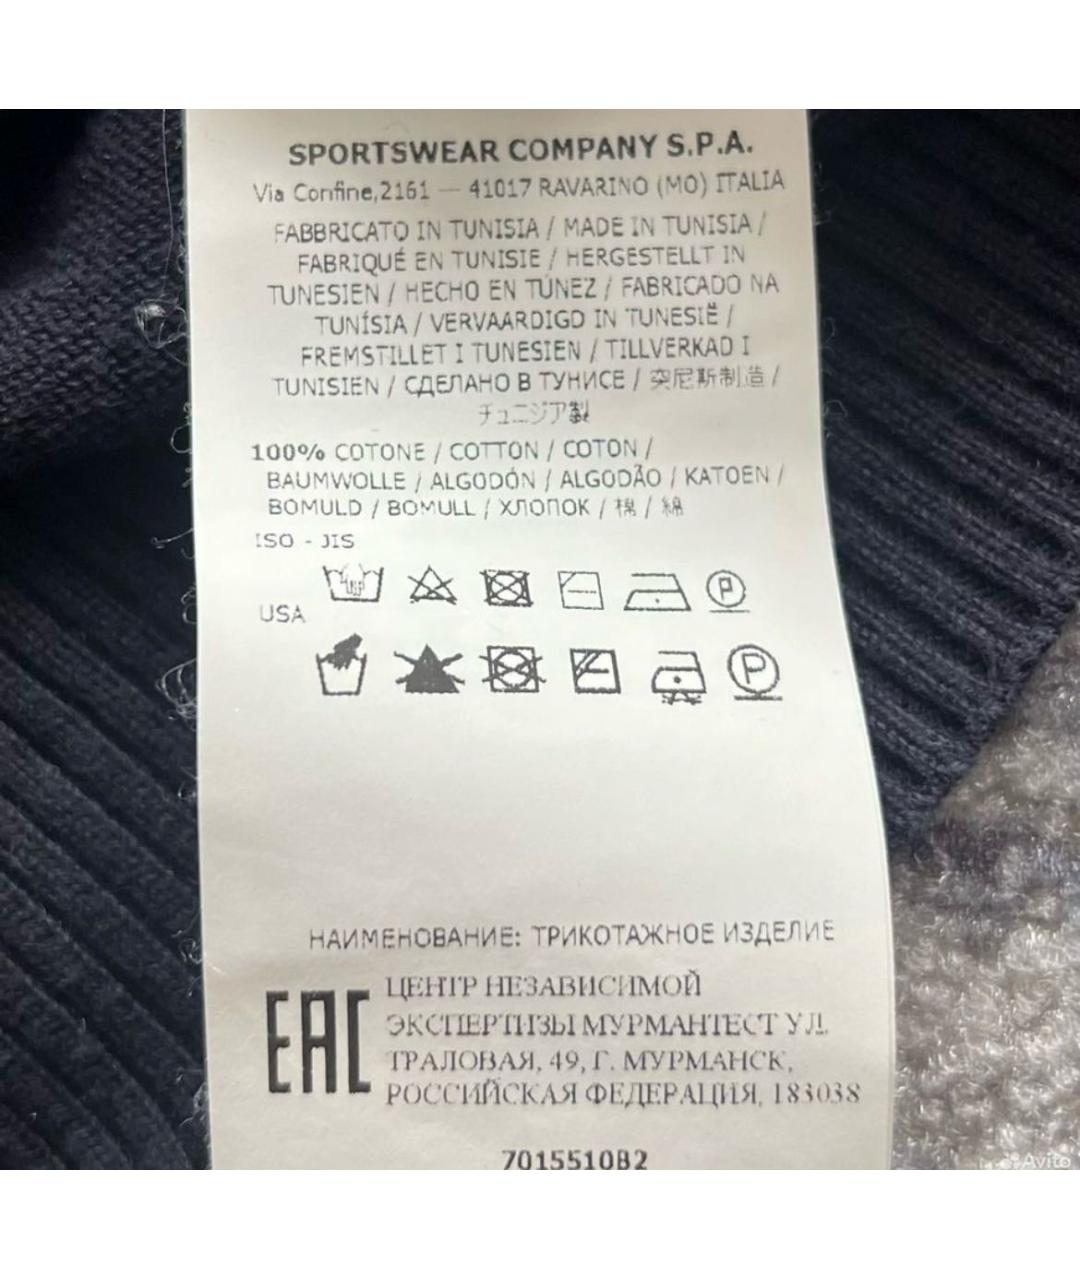 SPORTSWEAR COMPANY S.P.A.
Via Confine,2161 — 41017 RAVARINO (MO) ITALIA
FABBRICATO IN TUNISIA / MADE IN TUNISIA /
FABRIQUÉ EN TUNISIE / HERGESTELLT IN
TUNESIEN / HECHO EN TÚNEZ / FABRICADO NA
TUNÍSIA / VERVAARDIGD IN TUNESIË /
FREMSTILLET I TUNESIEN / TILLVERKAD I
TUNISIEN / СДЕЛАНО В ТУНИСЕ / 突尼斯制造 /
チュニジア製
100% COTONE / COTTON / COTON /
BAUMWOLLE / ALGODÓN / ALGODÃO / KATOEN /
BOMULD / BOMULL / ХЛОПОК / 棉 / 綿
ISO - JIS
P
USA
P
НАИМЕНОВАНИЕ: ТРИКОТАЖНОЕ ИЗДЕЛИЕ
EAC
ЦЕНТР НЕЗАВИСИМОЙ
ЭКСПЕРТИЗЫ МУРМАНТЕСТ УЛ.
ТРАЛОВАЯ, 49, Г. МУРМАНСК,
РОССИЙСКАЯ ФЕДЕРАЦИЯ, 183038
7015510B2
Avito